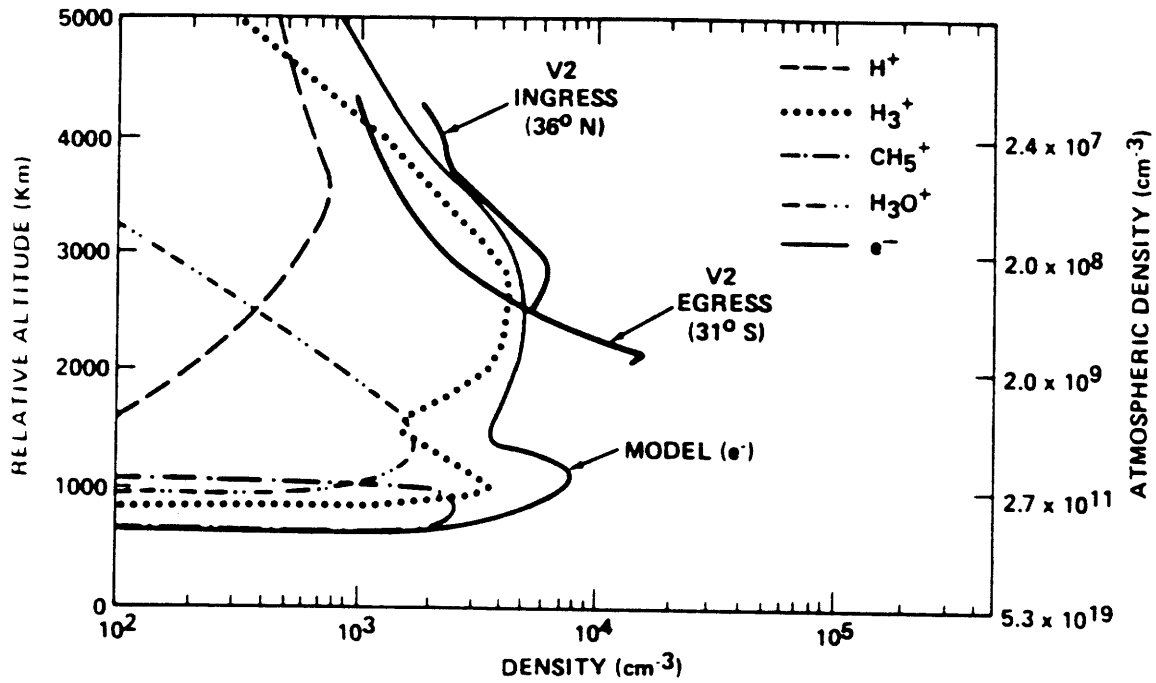 5000
4000
3000
2000
1000
0
RELATIVE ALTITUDE (Km)
10²
10³
10⁴
10⁵
DENSITY (cm⁻³)
2.4 x 10⁷
2.0 x 10⁸
2.0 x 10⁹
2.7 x 10¹¹
5.3 x 10¹⁹
ATMOSPHERIC DENSITY (cm⁻³)
V2
INGRESS
(36° N)
V2
EGRESS
(31° S)
MODEL (e⁻)
H⁺
H₃⁺
CH₅⁺
H₃O⁺
e⁻